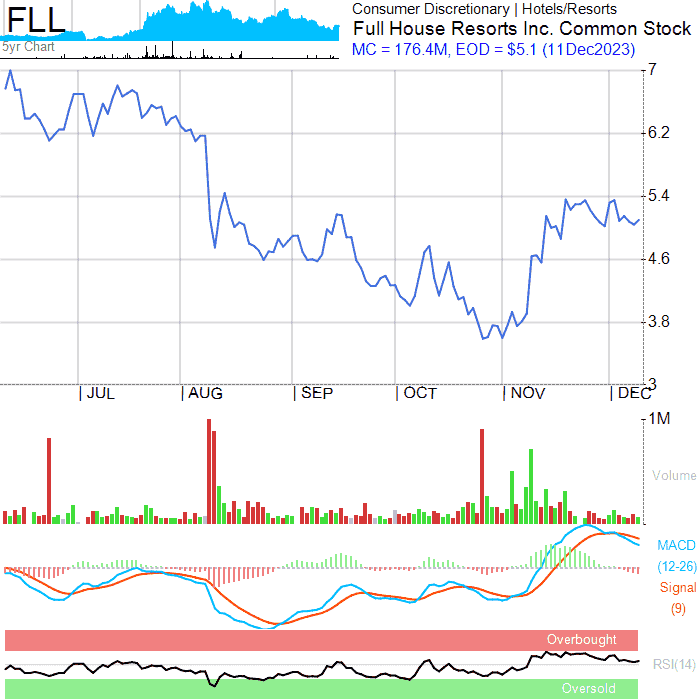 FLL
5yr Chart
Consumer Discretionary | Hotels/Resorts
Full House Resorts Inc. Common Stock
MC = 176.4M, EOD = $5.1 (11Dec2023)
7
6.2
5.4
4.6
3.8
3
| JUL | AUG | SEP | OCT | NOV | DEC
1M
Volume
MACD
(12-26)
Signal
(9)
Overbought
RSI(14)
Oversold